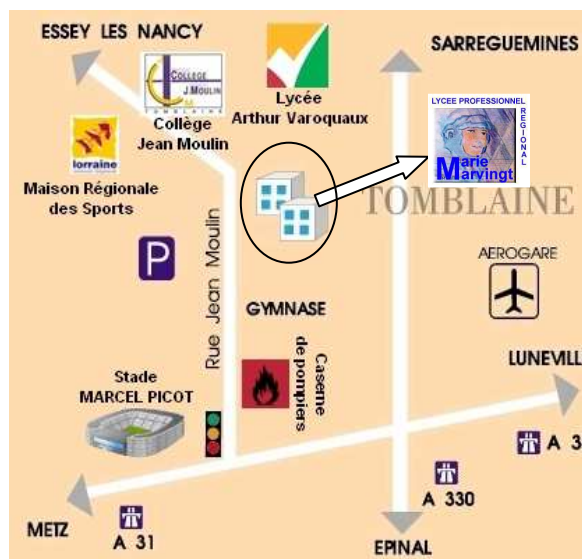 ESSEY LES NANCY
SARREGUEMINES
COLLEGE
J.MOULIN
TOMBLAINE
Collège
Jean Moulin
Lycée
Arthur Varoquaux
LYCEE PROFESSIONNEL
REGIONAL
Marie
Marvingt
lorraine
Maison Régionale
des Sports
TOMBLAINE
P
Rue Jean Moulin
AEROGARE
GYMNASE
Caserne
de pompiers
LUNEVILL
Stade
MARCEL PICOT
A 3
A 330
A 31
METZ
EPINAL